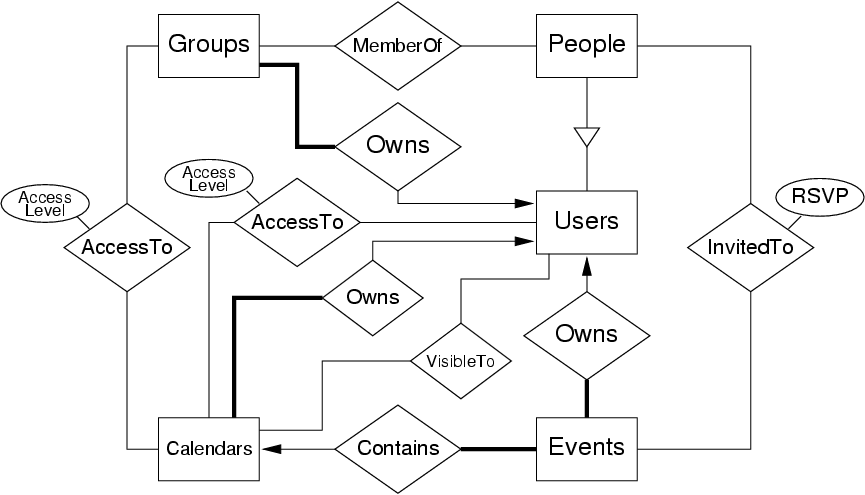 Groups
MemberOf
People
Owns
Access
Level
Access
Level
RSVP
AccessTo
Users
AccessTo
InvitedTo
Owns
Owns
VisibleTo
Calendars
Contains
Events